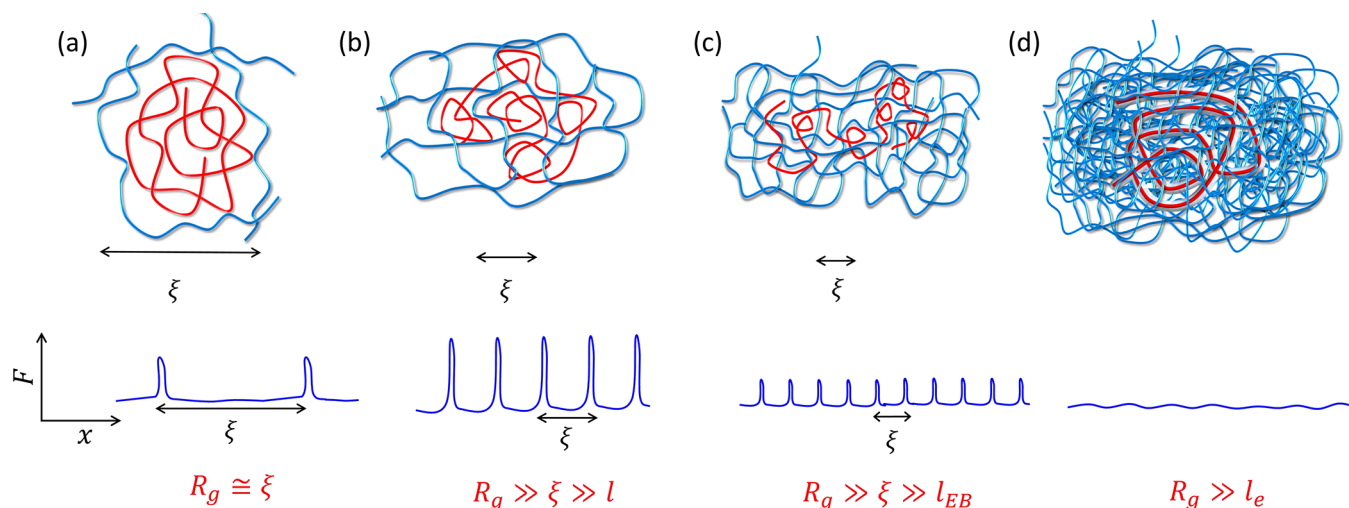 (a)
(b)
(c)
(d)
ξ
ξ
ξ
F
x
ξ
ξ
ξ
R_g ≅ ξ
R_g ≫ ξ ≫ l
R_g ≫ ξ ≫ l_EB
R_g ≫ l_e